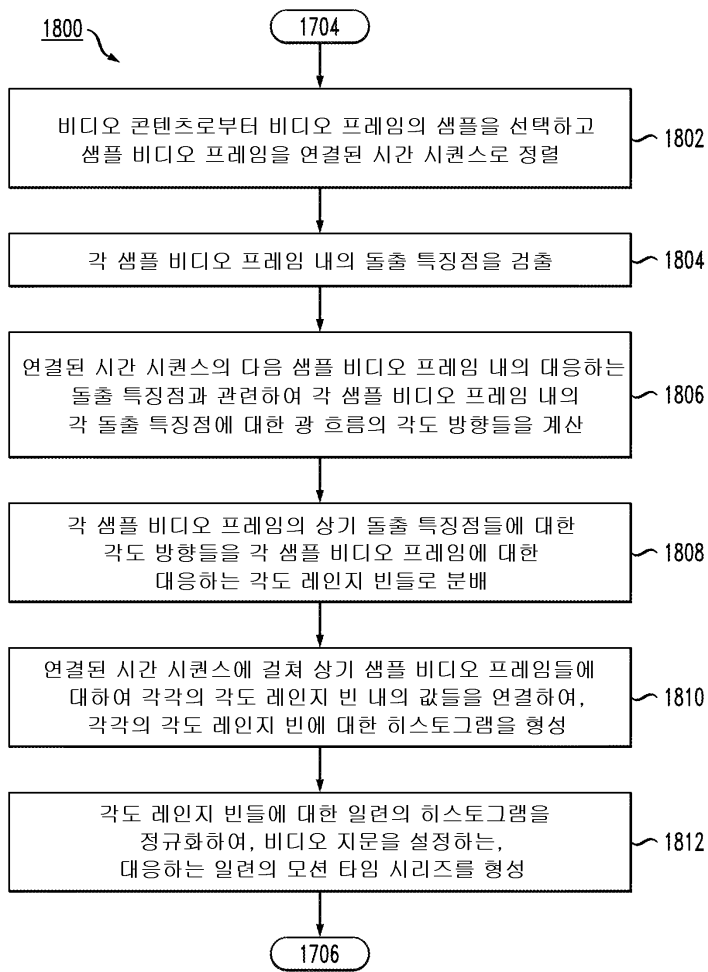 1800
1704
비디오 콘텐츠로부터 비디오 프레임의 샘플을 선택하고
샘플 비디오 프레임을 연결된 시간 시퀀스로 정렬
1802
각 샘플 비디오 프레임 내의 돌출 특징점을 검출
1804
연결된 시간 시퀀스의 다음 샘플 비디오 프레임 내의 대응하는
돌출 특징점과 관련하여 각 샘플 비디오 프레임 내의
각 돌출 특징점에 대한 광 흐름의 각도 방향들을 계산
1806
각 샘플 비디오 프레임의 상기 돌출 특징점들에 대한
각도 방향들을 각 샘플 비디오 프레임에 대한
대응하는 각도 레인지 빈들로 분배
1808
연결된 시간 시퀀스에 걸쳐 상기 샘플 비디오 프레임들에
대하여 각각의 각도 레인지 빈 내의 값들을 연결하여,
각각의 각도 레인지 빈에 대한 히스토그램을 형성
1810
각도 레인지 빈들에 대한 일련의 히스토그램을
정규화하여, 비디오 지문을 설정하는,
대응하는 일련의 모션 타임 시리즈를 형성
1812
1706